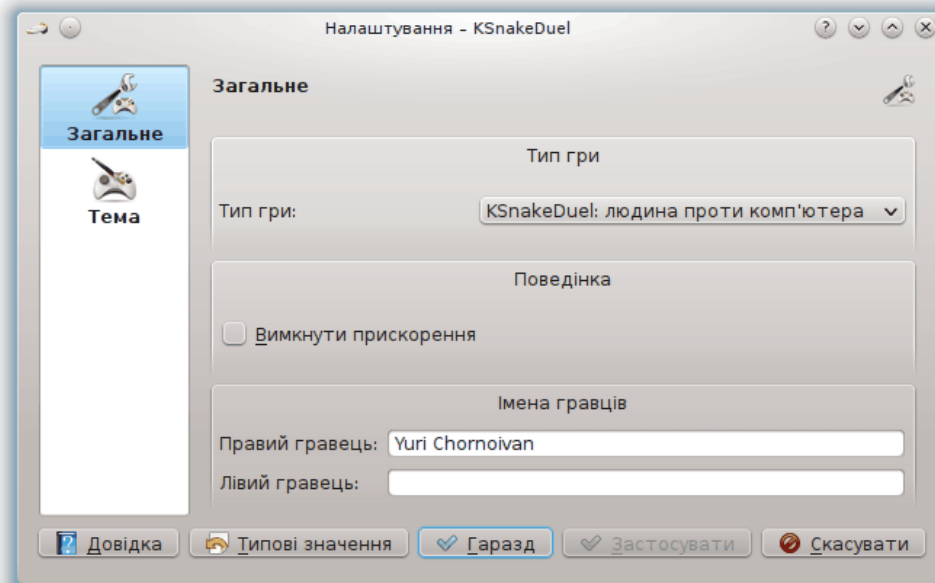 Налаштування – KSnakeDuel
Загальне
Тема
Загальне
Тип гри
Тип гри: KSnakeDuel: людина проти комп'ютера
Поведінка
Вимкнути прискорення
Імена гравців
Правий гравець: Yuri Chornoivan
Лівий гравець:
Довідка Типові значення Гаразд Застосувати Скасувати